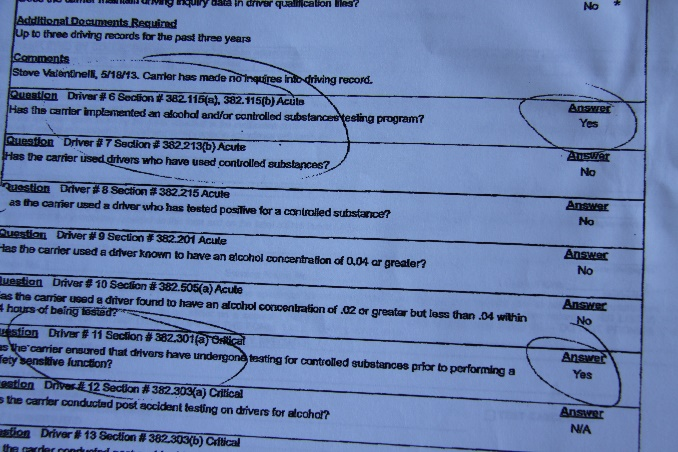 the carrier maintain driving inquiry data in driver qualification files?
No *
Additional Documents Required
Up to three driving records for the past three years
Comments
Steve Valentinelli, 5/18/13. Carrier has made no inquires into driving record.
Question Driver # 6 Section # 382.115(a), 382.115(b) Acute
Answer
Has the carrier implemented an alcohol and/or controlled substances testing program?
Yes
Question Driver # 7 Section # 382.213(b) Acute
Answer
Has the carrier used drivers who have used controlled substances?
No
Question Driver # 8 Section # 382.215 Acute
Answer
as the carrier used a driver who has tested positive for a controlled substance?
No
Question Driver # 9 Section # 382.201 Acute
Answer
Has the carrier used a driver known to have an alcohol concentration of 0.04 or greater?
No
uestion Driver # 10 Section # 382.505(a) Acute
Answer
as the carrier used a driver found to have an alcohol concentration of .02 or greater but less than .04 within
No
4 hours of being tested?
estion Driver # 11 Section # 382.301(a) Critical
Answer
as the carrier ensured that drivers have undergone testing for controlled substances prior to performing a
Yes
fety sensitive function?
estion Driver # 12 Section # 382.303(a) Critical
Answer
s the carrier conducted post accident testing on drivers for alcohol?
N/A
estion Driver # 13 Section # 382.303(b) Critical
the carrier conducted